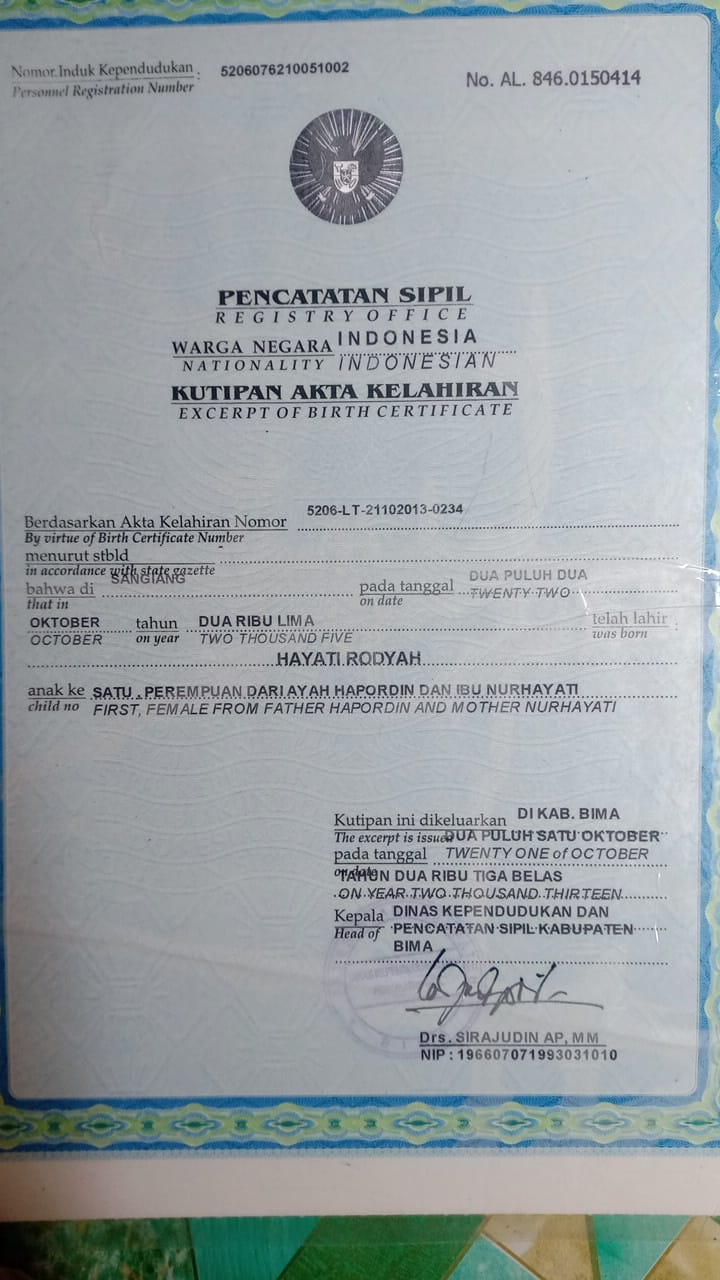 Nomor Induk Kependudukan : 5206076210051002
Personnel Registration Number
No. AL. 846.0150414
PENCATATAN SIPIL
REGISTRY OFFICE
WARGA NEGARA INDONESIA
NATIONALITY INDONESIAN
KUTIPAN AKTA KELAHIRAN
EXCERPT OF BIRTH CERTIFICATE
Berdasarkan Akta Kelahiran Nomor 5206-LT-21102013-0234
By virtue of Birth Certificate Number
menurut stbld
in accordance with state gazette
bahwa di SANGIANG pada tanggal DUA PULUH DUA
that in on date TWENTY TWO
OKTOBER tahun DUA RIBU LIMA telah lahir :
OCTOBER on year TWO THOUSAND FIVE was born
HAYATI RODYAH
anak ke SATU , PEREMPUAN DARI AYAH HAPORDIN DAN IBU NURHAYATI
child no FIRST, FEMALE FROM FATHER HAPORDIN AND MOTHER NURHAYATI
Kutipan ini dikeluarkan DI KAB. BIMA
The excerpt is issued DUA PULUH SATU OKTOBER
pada tanggal TWENTY ONE of OCTOBER
on date TAHUN DUA RIBU TIGA BELAS
ON YEAR TWO THOUSAND THIRTEEN
Kepala DINAS KEPENDUDUKAN DAN
Head of PENCATATAN SIPIL KABUPATEN
BIMA
Drs. SIRAJUDIN AP, MM
NIP : 196607071993031010